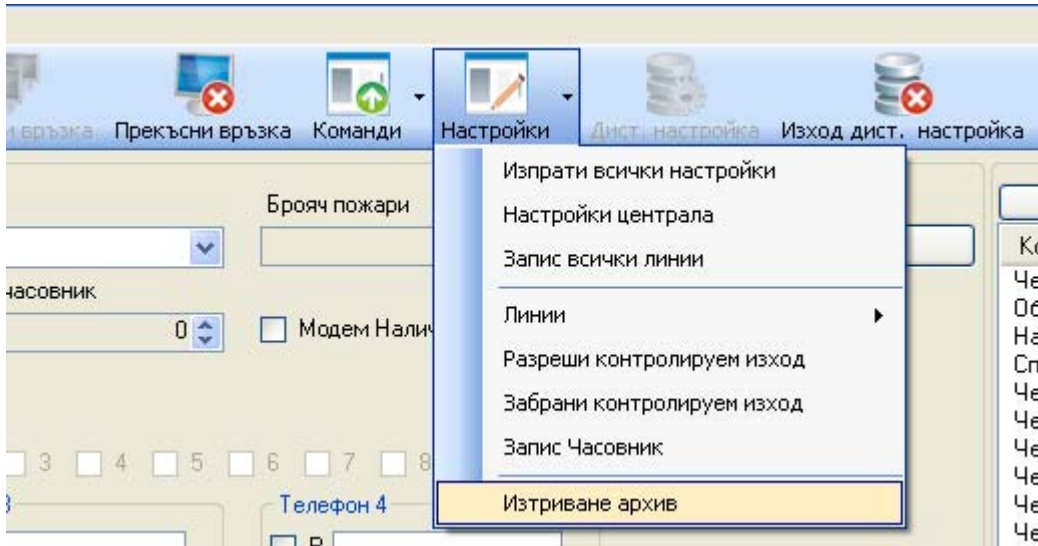 връзка Прекъсни връзка Команди Настройки Дист. настройка Изход дист. настройка
Изпрати всички настройки
Брояч пожари
Настройки централа
Запис всички линии
часовник
0
Модем
Линии
Разреши контролируем изход
Забрани контролируем изход
Запис Часовник
3 4 5 6 7 8
Телефон 4
Изтриване архив